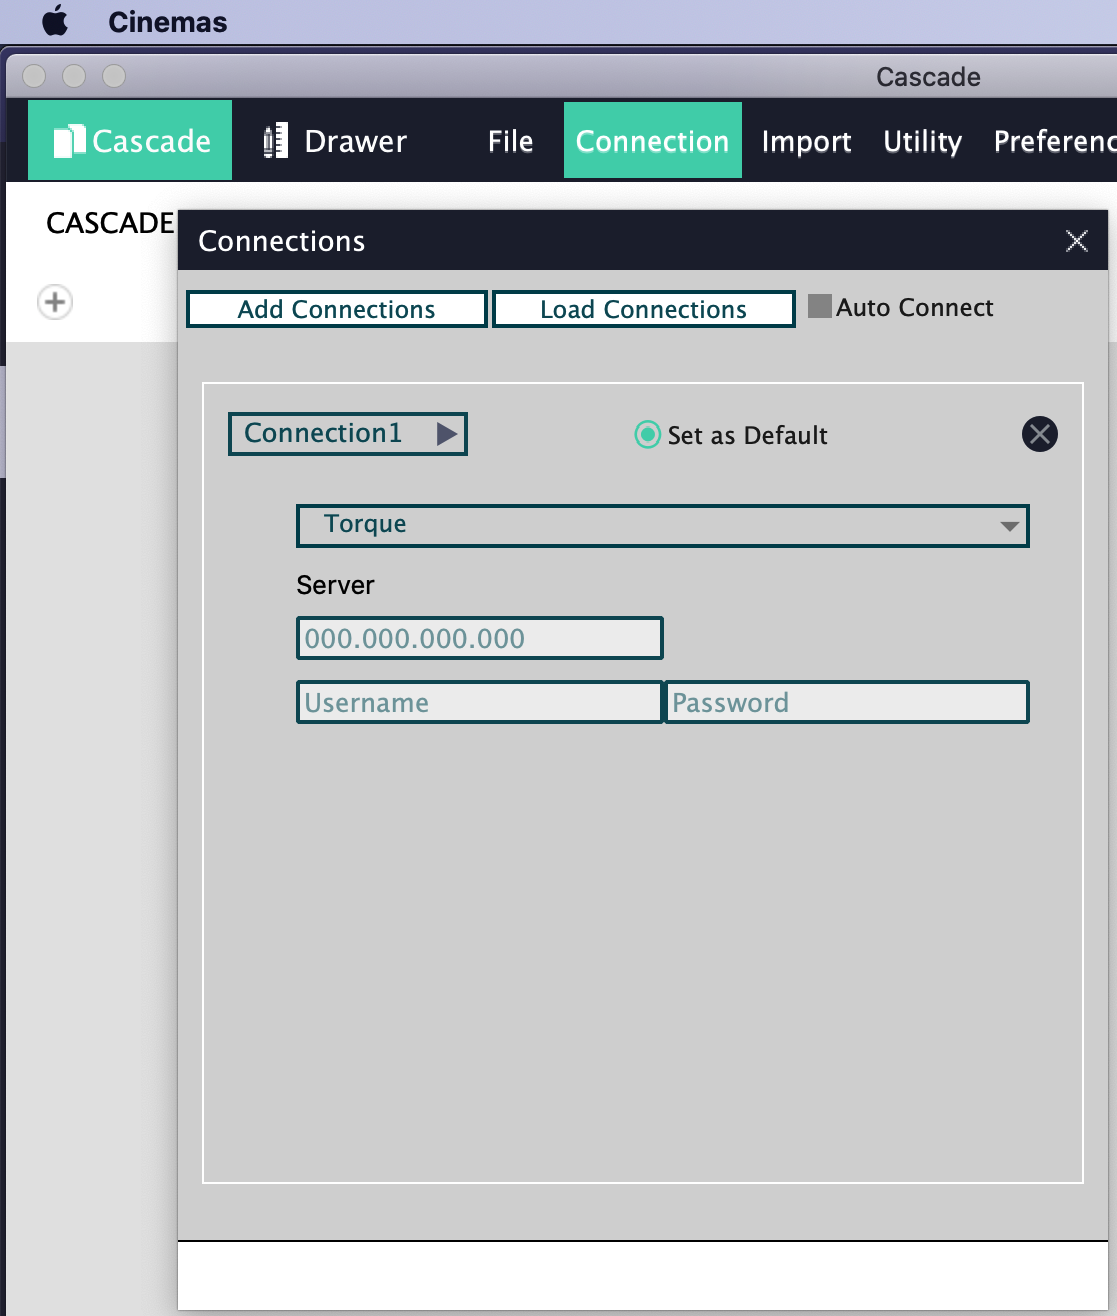 Cinemas
Cascade
Cascade Drawer File Connection Import Utility Preferenc
CASCADE
Connections
Add Connections Load Connections Auto Connect
Connection1 Set as Default
Torque
Server
000.000.000.000
Username Password